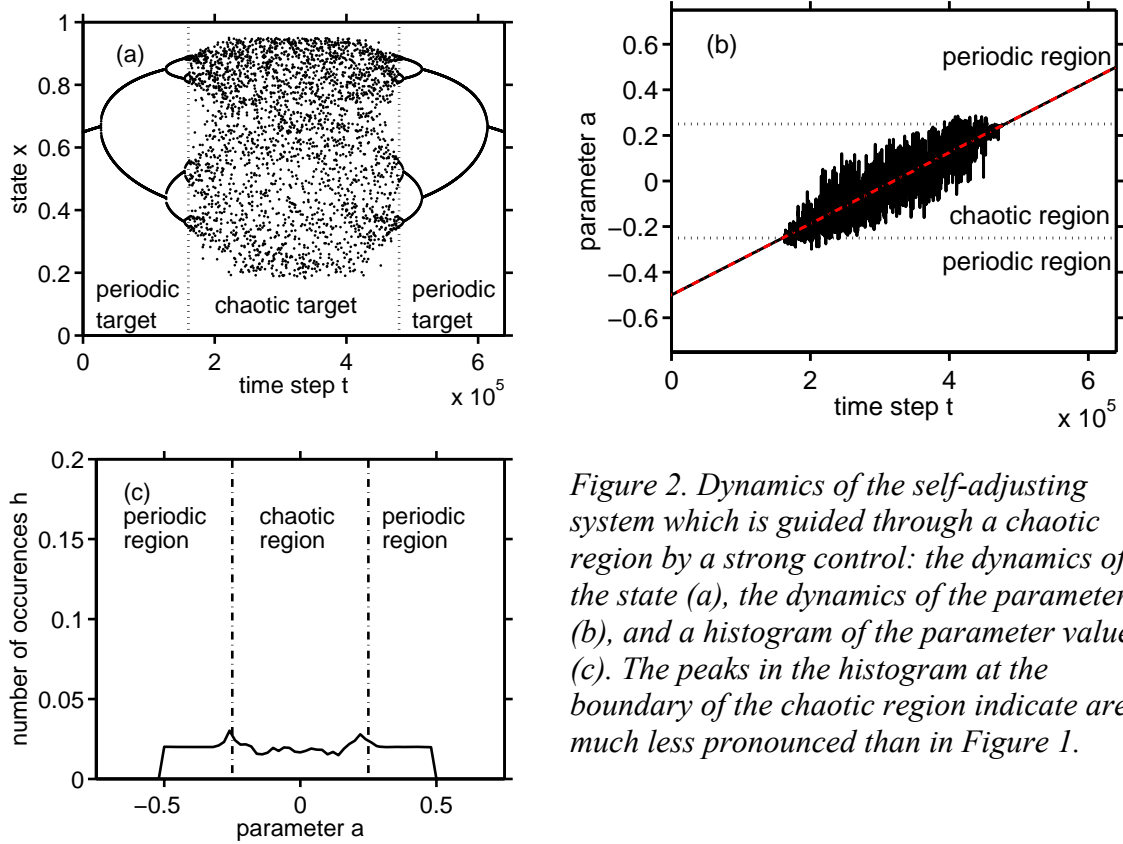 (a)
1
0.8
0.6
0.4
0.2
0
state x
periodic target
chaotic target
periodic target
0 2 4 6
time step t
x 10^5
(b)
0.6
0.4
0.2
0
−0.2
−0.4
−0.6
parameter a
periodic region
chaotic region
periodic region
0 2 4 6
time step t
x 10^5
(c)
0.2
0.15
0.1
0.05
0
number of occurences h
periodic region
chaotic region
periodic region
−0.5 0 0.5
parameter a
Figure 2. Dynamics of the self-adjusting
system which is guided through a chaotic
region by a strong control: the dynamics of
the state (a), the dynamics of the parameter
(b), and a histogram of the parameter value
(c). The peaks in the histogram at the
boundary of the chaotic region indicate are
much less pronounced than in Figure 1.